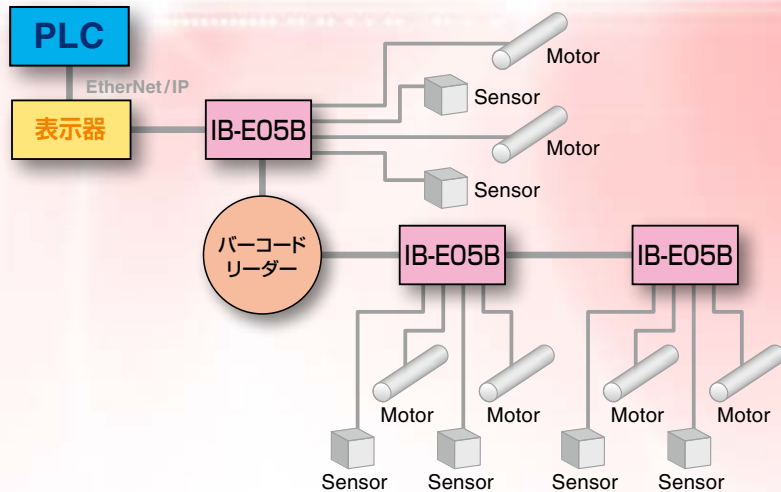 PLC
EtherNet/IP
表示器
IB-E05B
Motor
Sensor
Motor
Sensor
バーコード
リーダー
IB-E05B
IB-E05B
Motor
Motor
Motor
Motor
Sensor
Sensor
Sensor
Sensor